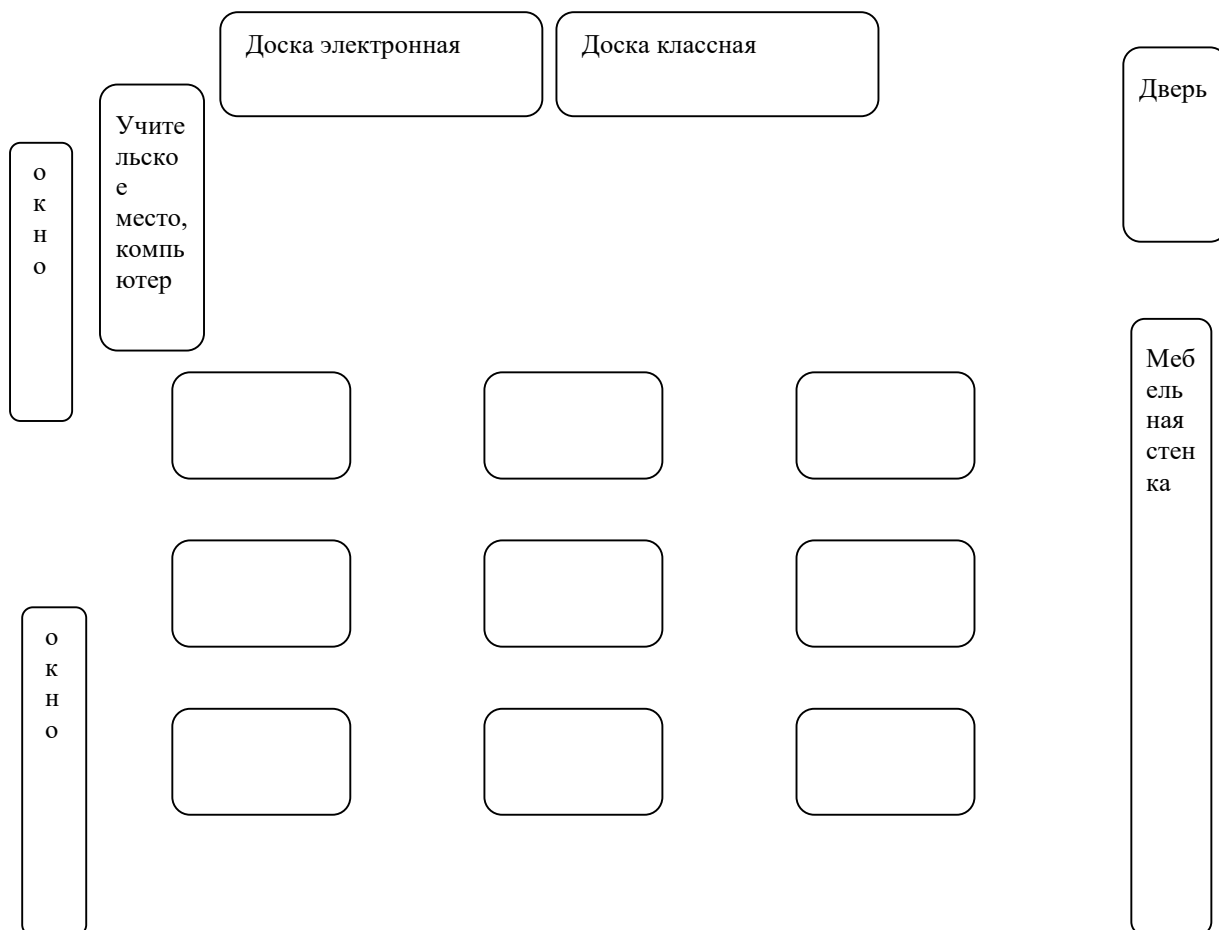 Доска электронная
Доска классная
Дверь
Учите
льско
е
место,
компь
ютер
о
к
н
о
Меб
ель
ная
стен
ка
о
к
н
о